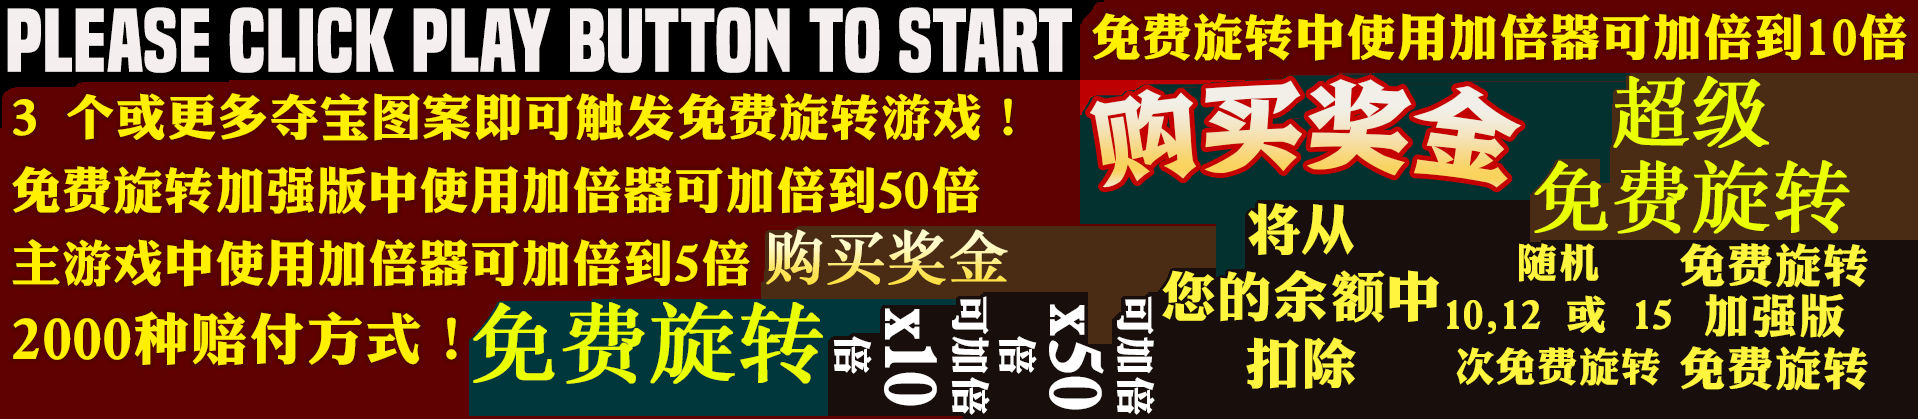 PLEASE CLICK PLAY BUTTON TO START
免费旋转中使用加倍器可加倍到10倍
3 个或更多夺宝图案即可触发免费旋转游戏！
购买奖金
超级
免费旋转
免费旋转加强版中使用加倍器可加倍到50倍
主游戏中使用加倍器可加倍到5倍
购买奖金
将从
您的余额中
扣除
随机
10,12 或 15
次免费旋转
免费旋转
加强版
免费旋转
2000种赔付方式！
免费旋转
可加倍
x10
倍
可加倍
x50
倍